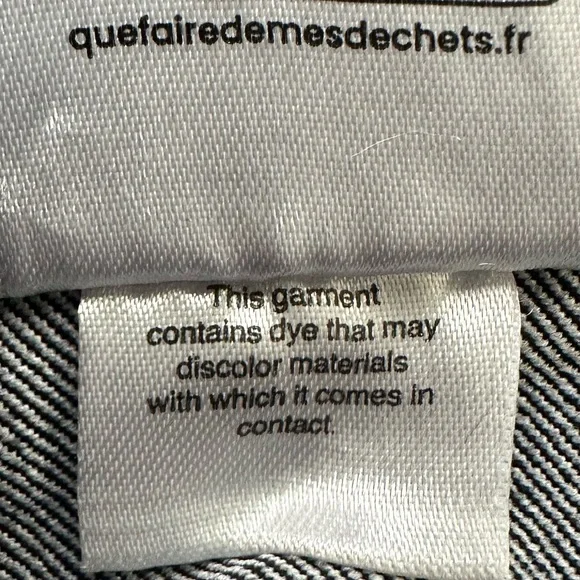 quefairedemesdechets.fr
This garment
contains dye that may
discolor materials
with which it comes in
contact.